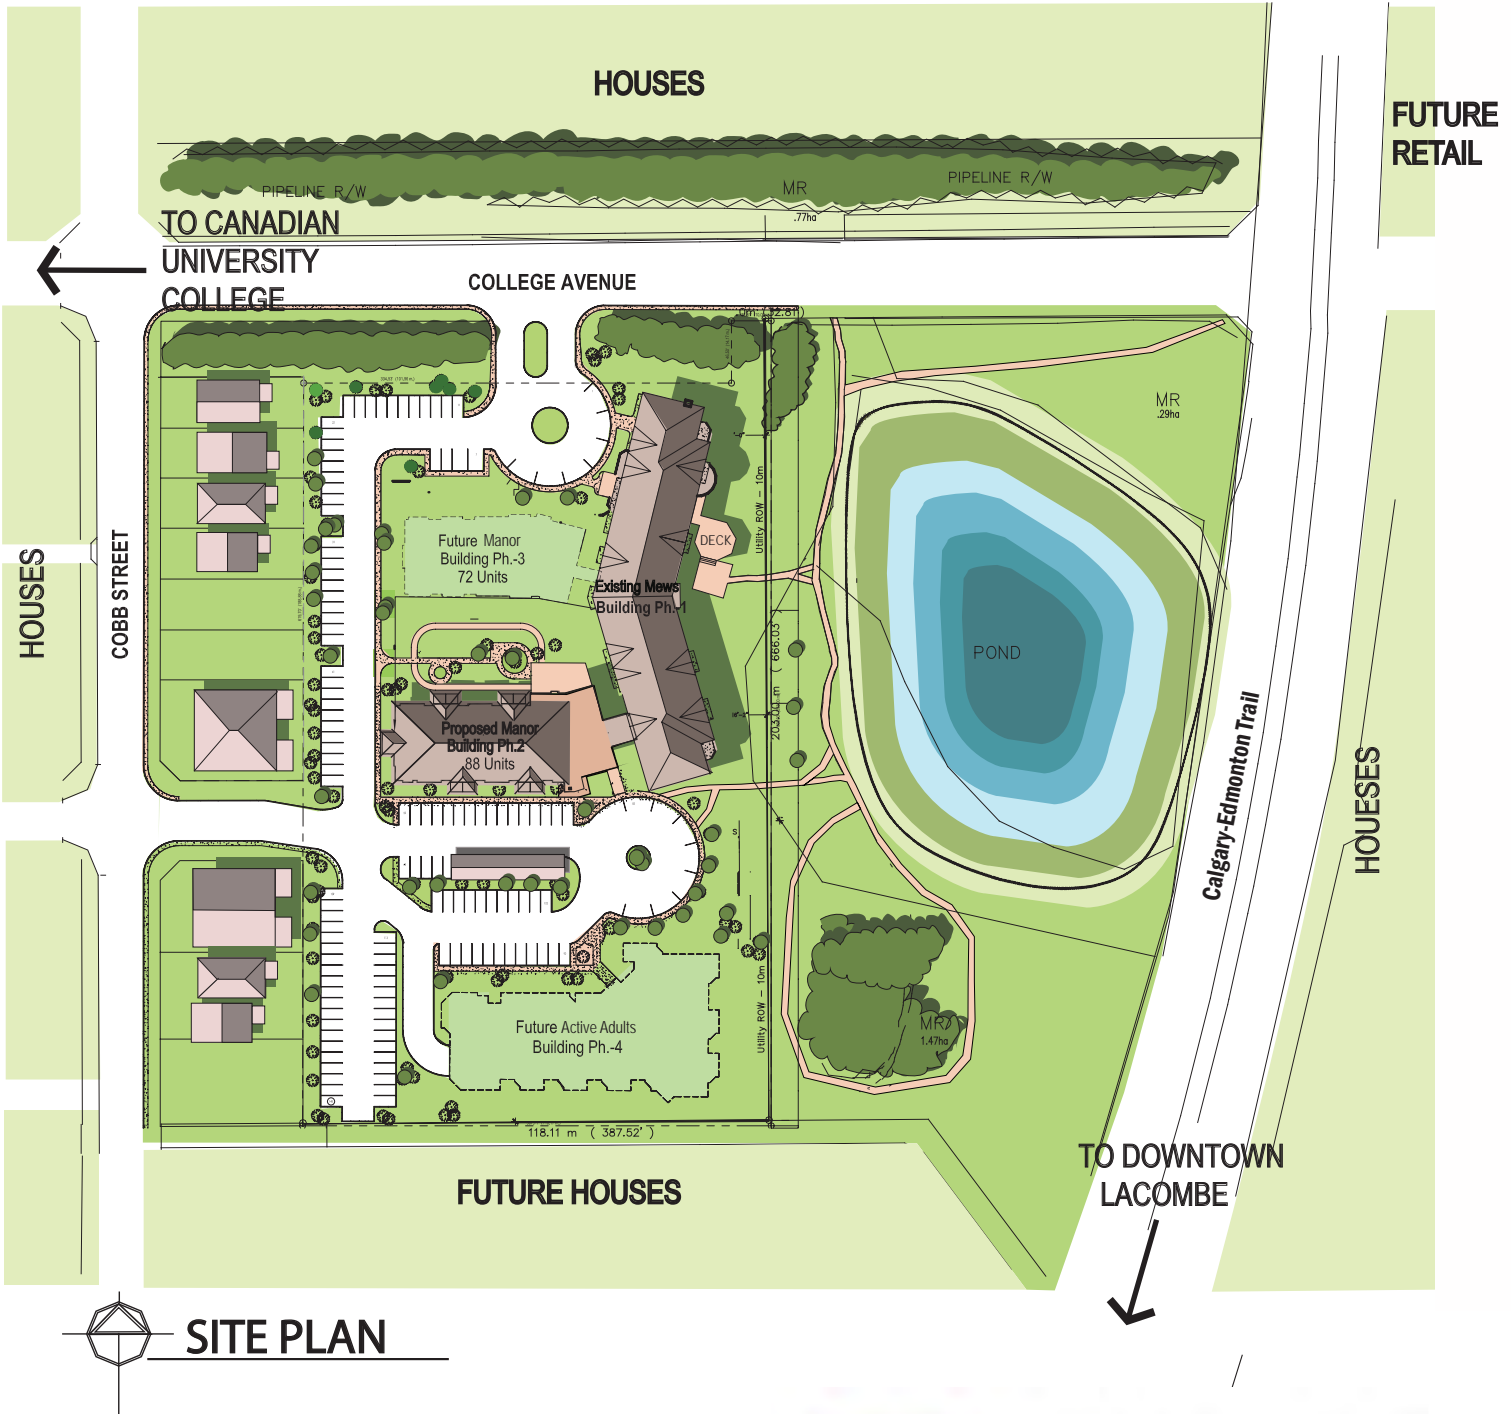 HOUSES
FUTURE
RETAIL
PIPELINE R/W
MR
.77ha
PIPELINE R/W
TO CANADIAN
UNIVERSITY
COLLEGE
COLLEGE AVENUE
MR
.29ha
Utility ROW - 10m
DECK
Future Manor
Building Ph.-3
72 Units
HOUSES
COBB STREET
Existing Mews
Building Ph.-1
203.00 m ( 666.03' )
POND
Proposed Manor
Building Ph.2
88 Units
Calgary-Edmonton Trail
HOUESES
Utility ROW - 10m
Future Active Adults
Building Ph.-4
MR
1.47ha
118.11 m ( 387.52' )
TO DOWNTOWN
LACOMBE
FUTURE HOUSES
SITE PLAN